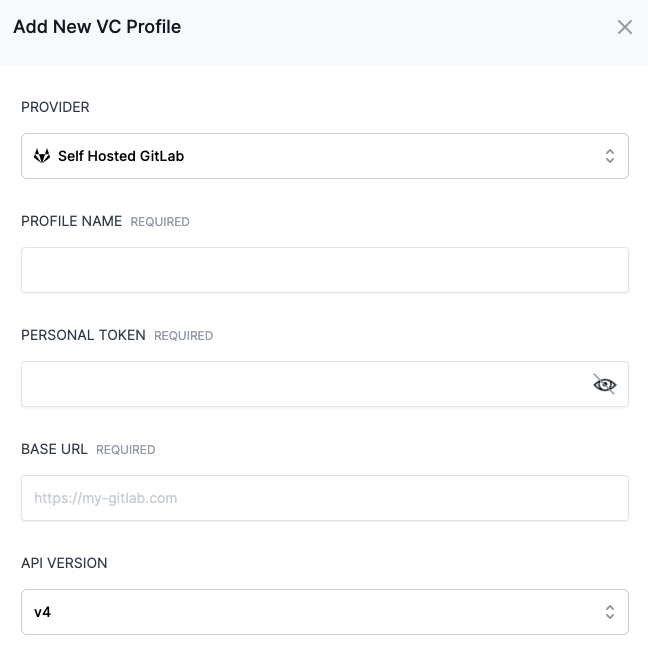 Add New VC Profile
PROVIDER
Self Hosted GitLab
PROFILE NAME REQUIRED
PERSONAL TOKEN REQUIRED
BASE URL REQUIRED
https://my-gitlab.com
API VERSION
v4